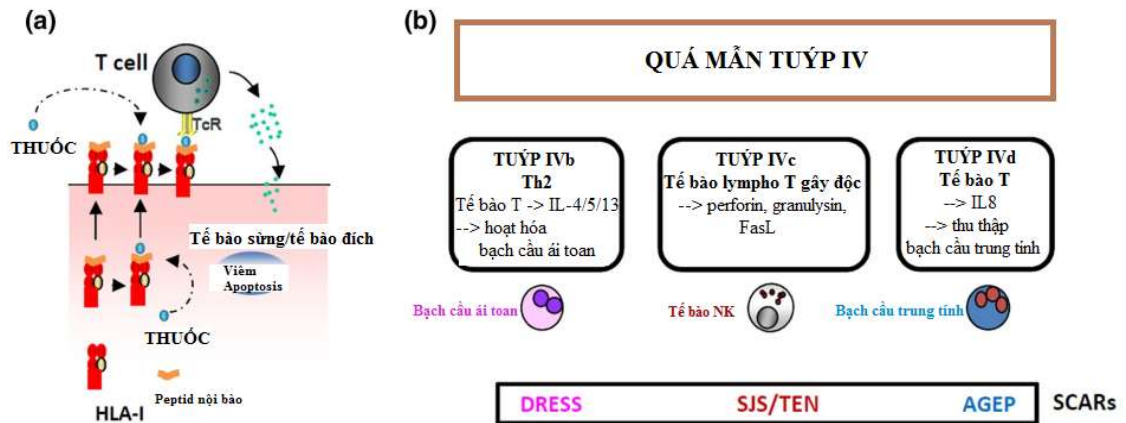 (a)
T cell
TcR
THUỐC
Tế bào sừng/tế bào đích
Viêm
Apoptosis
THUỐC
Peptid nội bào
HLA-I
(b)
QUÁ MẪN TUÝP IV
TUÝP IVb
Th2
Tế bào T -> IL-4/5/13
--> hoạt hóa
bạch cầu ái toan
TUÝP IVc
Tế bào lympho T gây độc
--> perforin, granulysin,
FasL
TUÝP IVd
Tế bào T
--> IL8
--> thu thập
bạch cầu trung tính
Bạch cầu ái toan
Tế bào NK
Bạch cầu trung tính
DRESS SJS/TEN AGEP SCARs